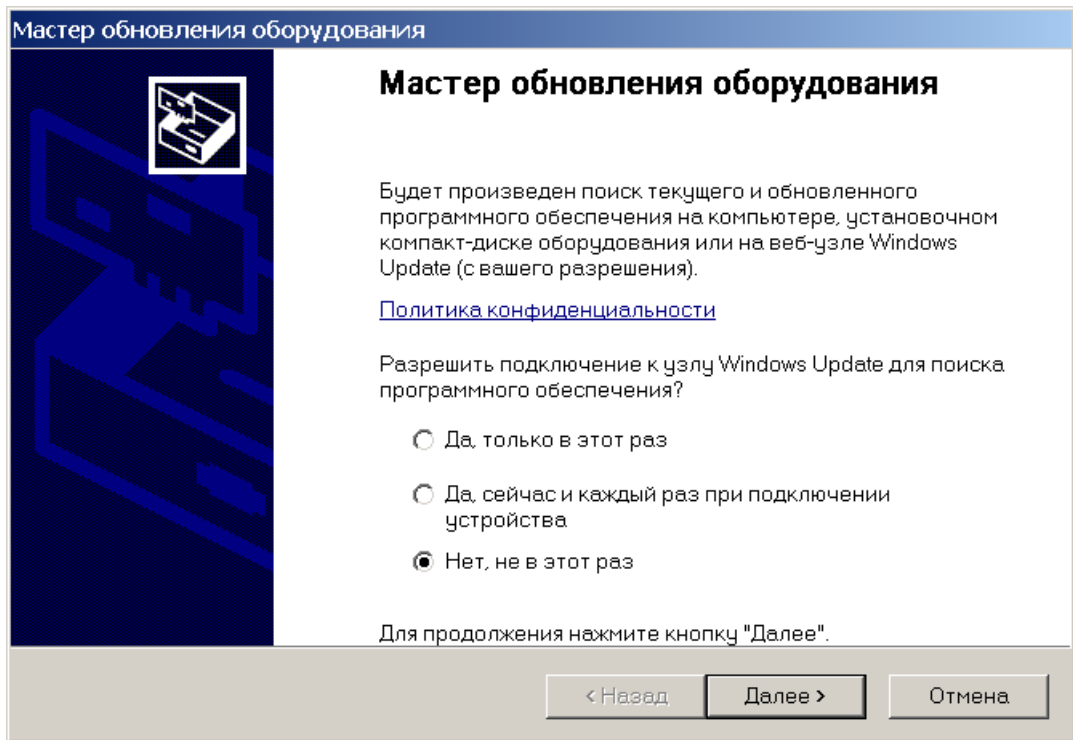 Мастер обновления оборудования
Мастер обновления оборудования
Будет произведен поиск текущего и обновленного
программного обеспечения на компьютере, установочном
компакт-диске оборудования или на веб-узле Windows
Update (с вашего разрешения).
Политика конфиденциальности
Разрешить подключение к узлу Windows Update для поиска
программного обеспечения?
Да, только в этот раз
Да, сейчас и каждый раз при подключении
устройства
Нет, не в этот раз
Для продолжения нажмите кнопку "Далее".
< Назад
Далее >
Отмена